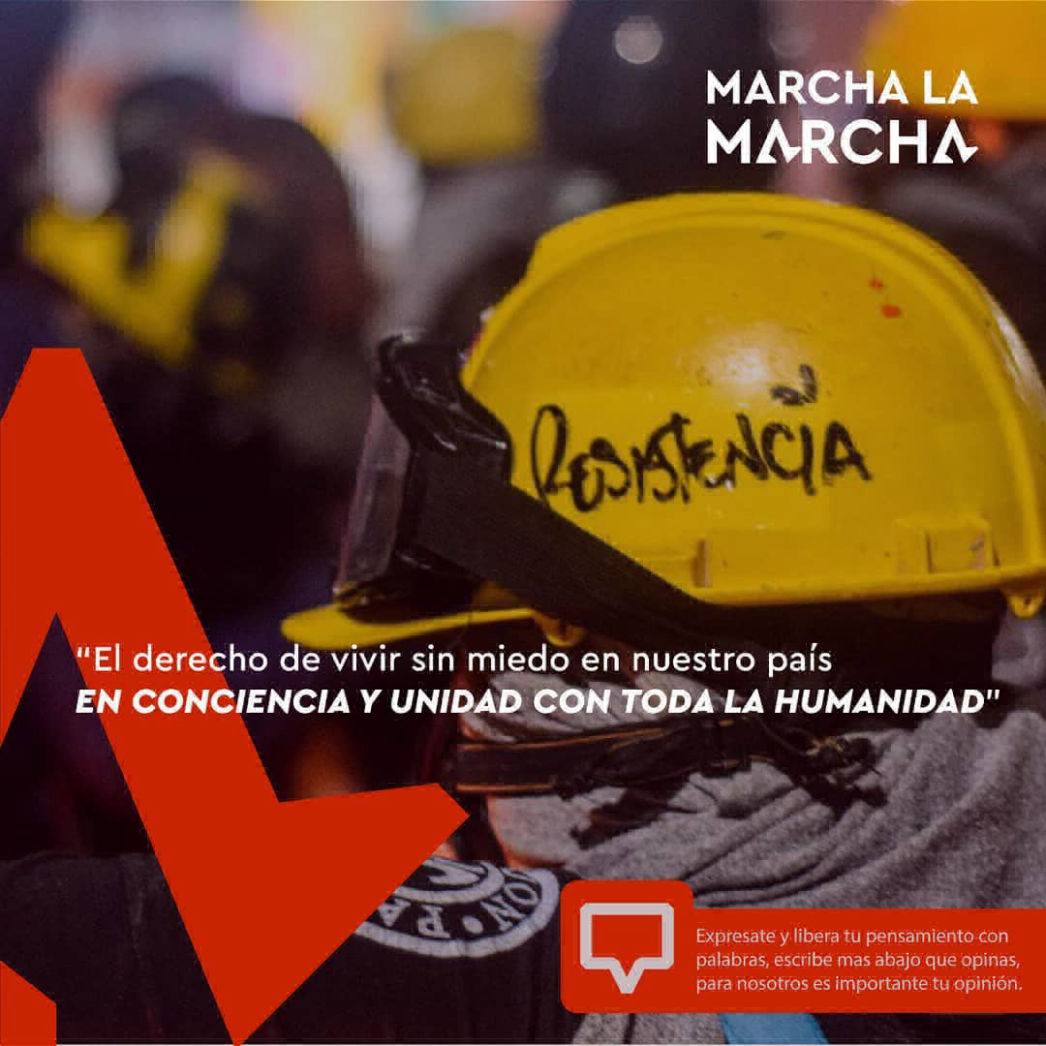 MARCHA LA
MARCHA
RESISTENCIA
"El derecho de vivir sin miedo en nuestro país
EN CONCIENCIA Y UNIDAD CON TODA LA HUMANIDAD"
Expresate y libera tu pensamiento con
palabras, escribe mas abajo que opinas,
para nosotros es importante tu opinión.